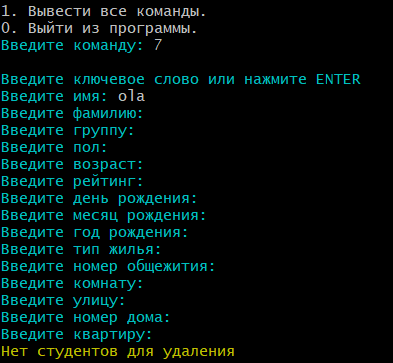 1. Вывести все команды.
0. Выйти из программы.
Введите команду: 7
Введите ключевое слово или нажмите ENTER
Введите имя: ola
Введите фамилию:
Введите группу:
Введите пол:
Введите возраст:
Введите рейтинг:
Введите день рождения:
Введите месяц рождения:
Введите год рождения:
Введите тип жилья:
Введите номер общежития:
Введите комнату:
Введите улицу:
Введите номер дома:
Введите квартиру:
Нет студентов для удаления